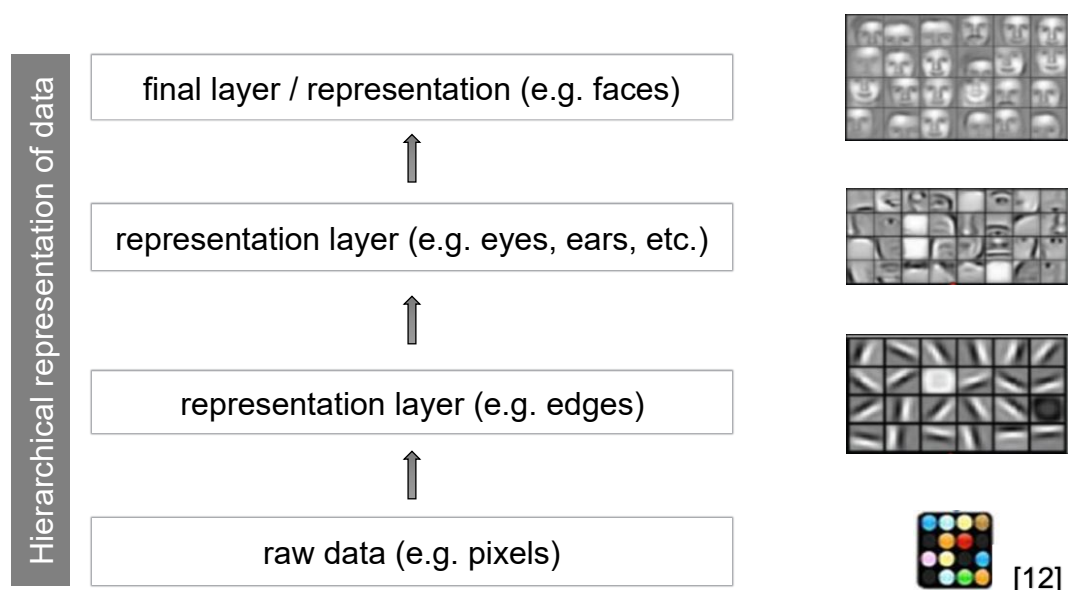 Hierarchical representation of data
final layer / representation (e.g. faces)
representation layer (e.g. eyes, ears, etc.)
representation layer (e.g. edges)
raw data (e.g. pixels)
[12]